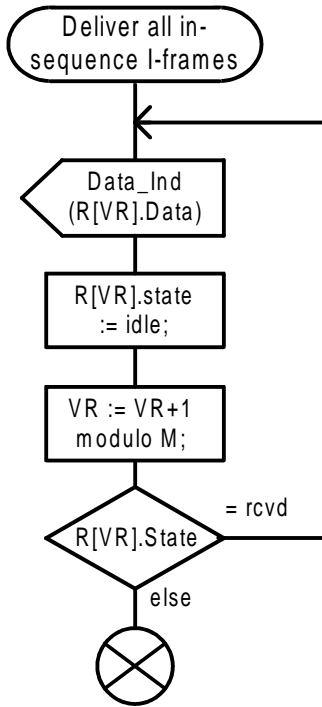 Deliver all in-
sequence I-frames
Data_Ind
(R[VR].Data)
R[VR].state
:= idle;
VR := VR+1
modulo M;
= rcvd
R[VR].State
else